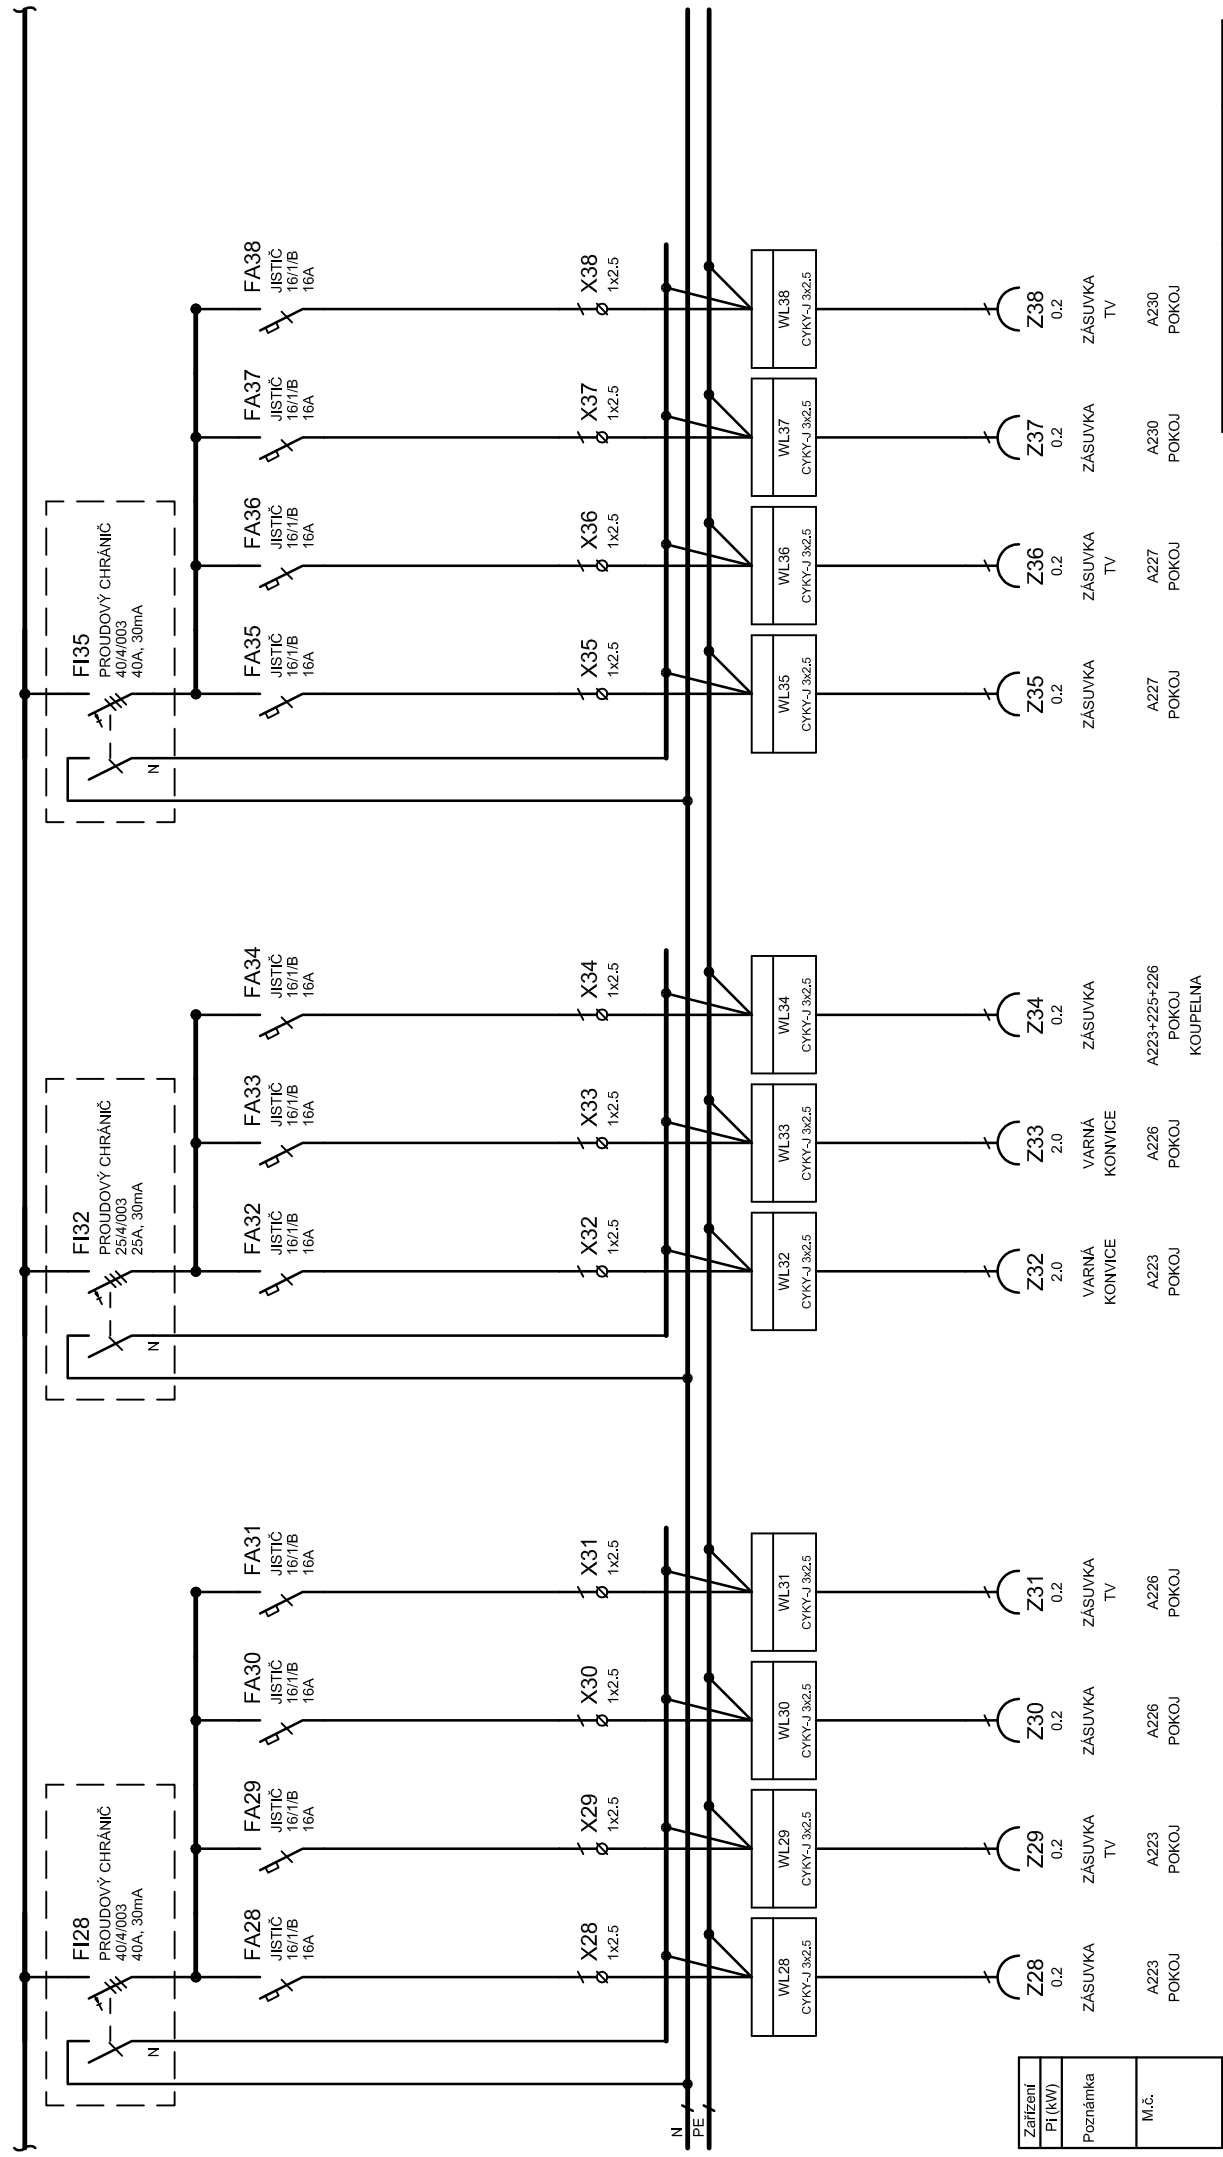 FI28
PROUDOVÝ CHRÁNIČ
40/4/003
40A, 30mA
N
FI32
PROUDOVÝ CHRÁNIČ
25/4/003
25A, 30mA
N
FI35
PROUDOVÝ CHRÁNIČ
40/4/003
40A, 30mA
N
FA28
JISTIČ
16/1/B
16A
FA29
JISTIČ
16/1/B
16A
FA30
JISTIČ
16/1/B
16A
FA31
JISTIČ
16/1/B
16A
FA32
JISTIČ
16/1/B
16A
FA33
JISTIČ
16/1/B
16A
FA34
JISTIČ
16/1/B
16A
FA35
JISTIČ
16/1/B
16A
FA36
JISTIČ
16/1/B
16A
FA37
JISTIČ
16/1/B
16A
FA38
JISTIČ
16/1/B
16A
X28
1x2.5
X29
1x2.5
X30
1x2.5
X31
1x2.5
X32
1x2.5
X33
1x2.5
X34
1x2.5
X35
1x2.5
X36
1x2.5
X37
1x2.5
X38
1x2.5
N
PE
WL28
CYKY-J 3x2.5
WL29
CYKY-J 3x2.5
WL30
CYKY-J 3x2.5
WL31
CYKY-J 3x2.5
WL32
CYKY-J 3x2.5
WL33
CYKY-J 3x2.5
WL34
CYKY-J 3x2.5
WL35
CYKY-J 3x2.5
WL36
CYKY-J 3x2.5
WL37
CYKY-J 3x2.5
WL38
CYKY-J 3x2.5
Zařízení
Pi (kW)
Poznámka
M.č.
Z28
0.2
ZÁSUVKA
A223
POKOJ
Z29
0.2
ZÁSUVKA
TV
A223
POKOJ
Z30
0.2
ZÁSUVKA
A226
POKOJ
Z31
0.2
ZÁSUVKA
TV
A226
POKOJ
Z32
2.0
VARNÁ
KONVICE
A223
POKOJ
Z33
2.0
VARNÁ
KONVICE
A226
POKOJ
Z34
0.2
ZÁSUVKA
A223+225+226
POKOJ
KOUPELNA
Z35
0.2
ZÁSUVKA
A227
POKOJ
Z36
0.2
ZÁSUVKA
TV
A227
POKOJ
Z37
0.2
ZÁSUVKA
A230
POKOJ
Z38
0.2
ZÁSUVKA
TV
A230
POKOJ